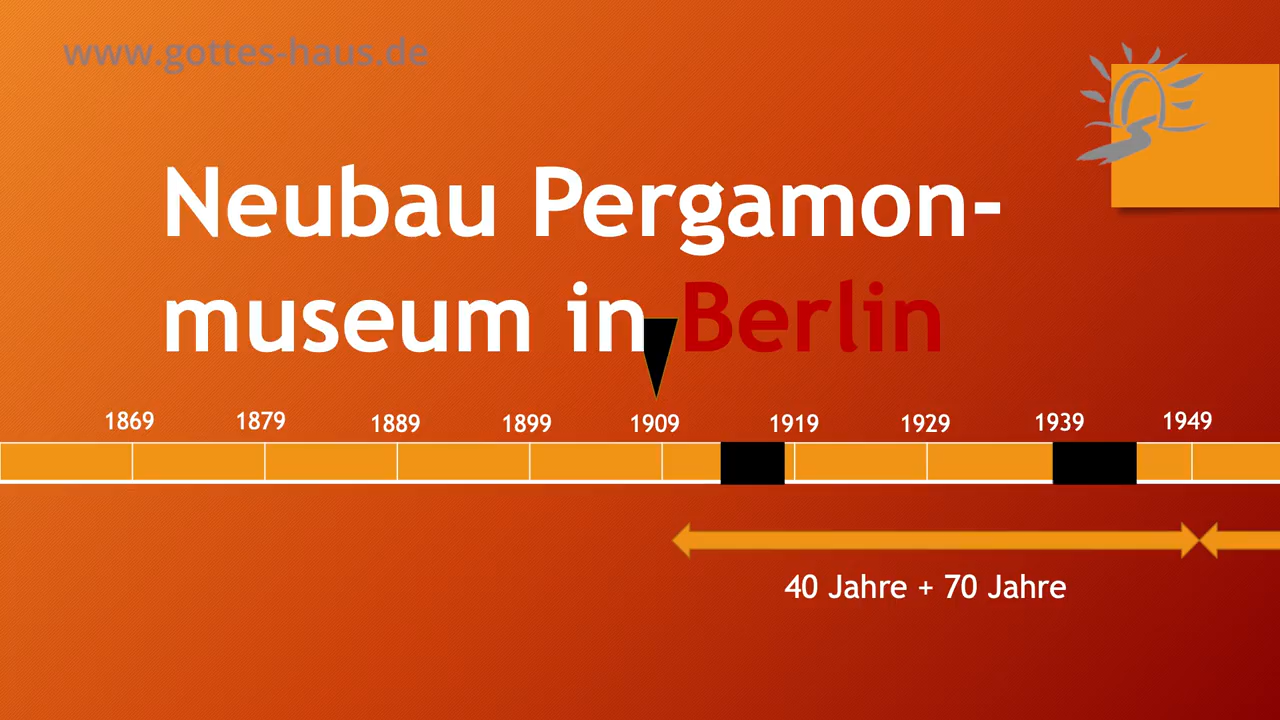 www.gottes-haus.de
Neubau Pergamon-
museum in Berlin
1869 1879 1889 1899 1909 1919 1929 1939 1949
40 Jahre + 70 Jahre